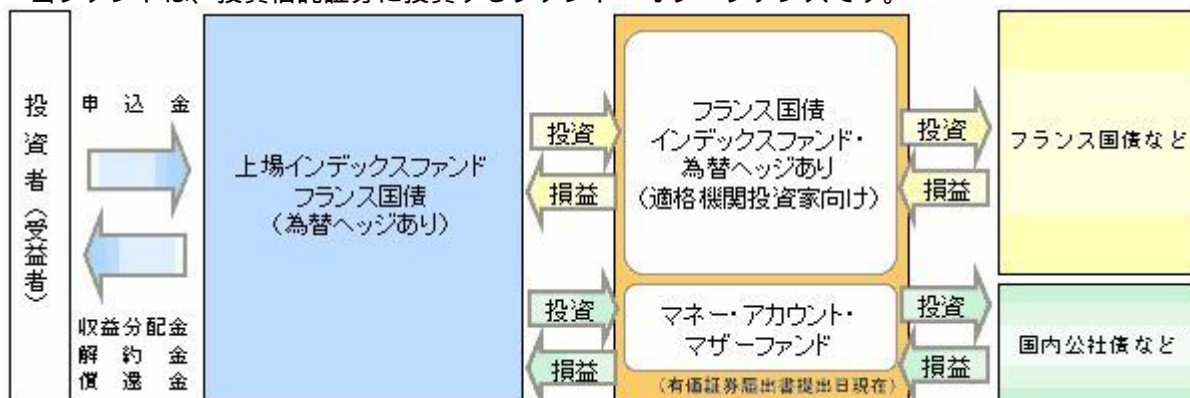 当ファンドは、投資信託証券に投資するファンド・オブ・ファンズです。
投資者(受益者)
申込金
収益分配金
解約金
償還金
上場インデックスファンド
フランス国債
(為替ヘッジあり)
投資
損益
投資
損益
フランス国債
インデックスファンド・
為替ヘッジあり
(適格機関投資家向け)
マネー・アカウント・
マザーファンド
(有価証券届出書提出日現在)
投資
損益
投資
損益
フランス国債など
国内公社債など